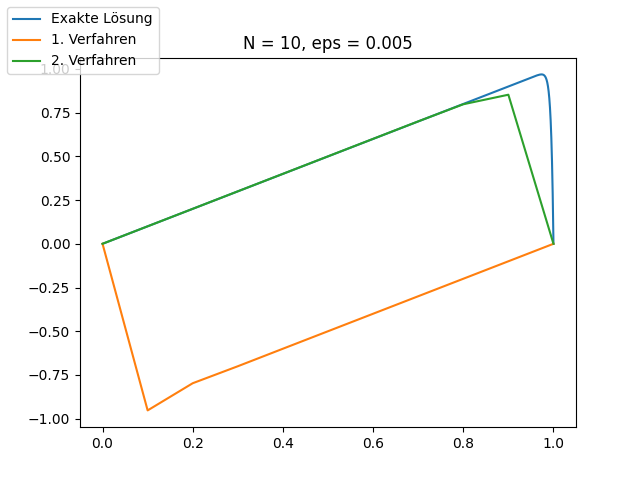 Exakte Lösung
1. Verfahren
2. Verfahren
N = 10, eps = 0.005
1.00
0.75
0.50
0.25
0.00
−0.25
−0.50
−0.75
−1.00
0.0 0.2 0.4 0.6 0.8 1.0